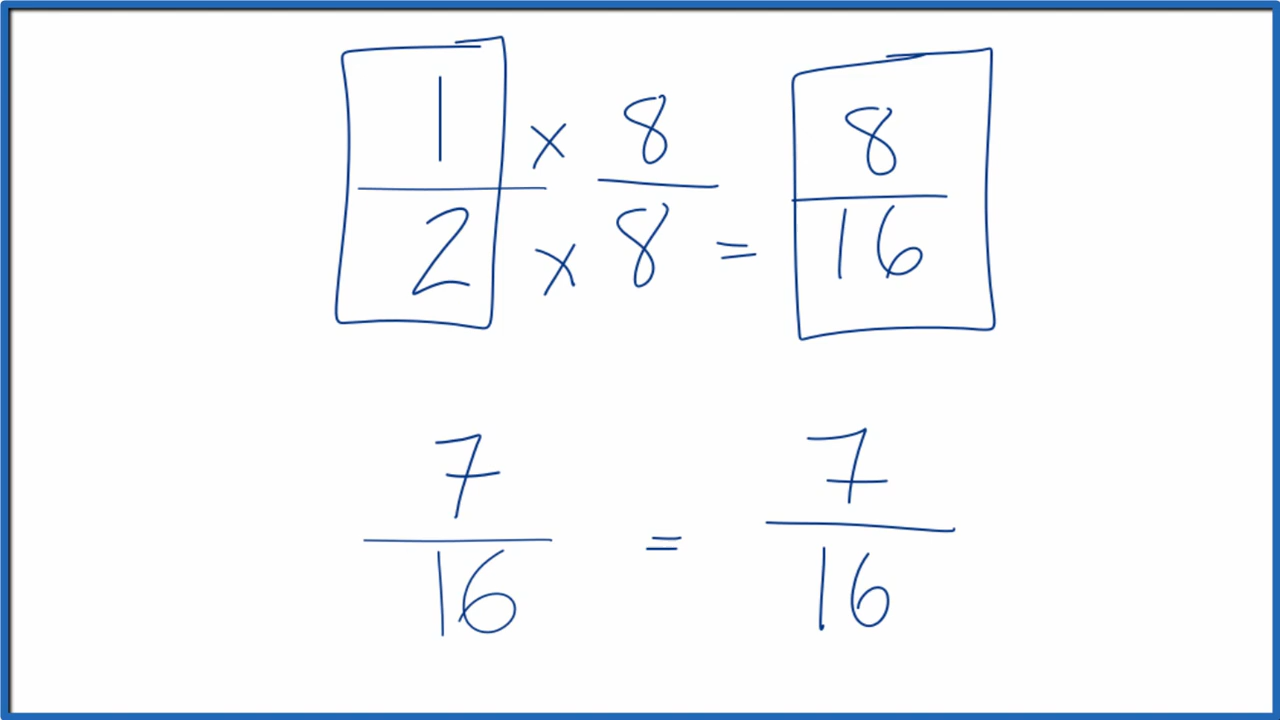 1 × 8 8
2 × 8 = 16
7 7
16 = 16